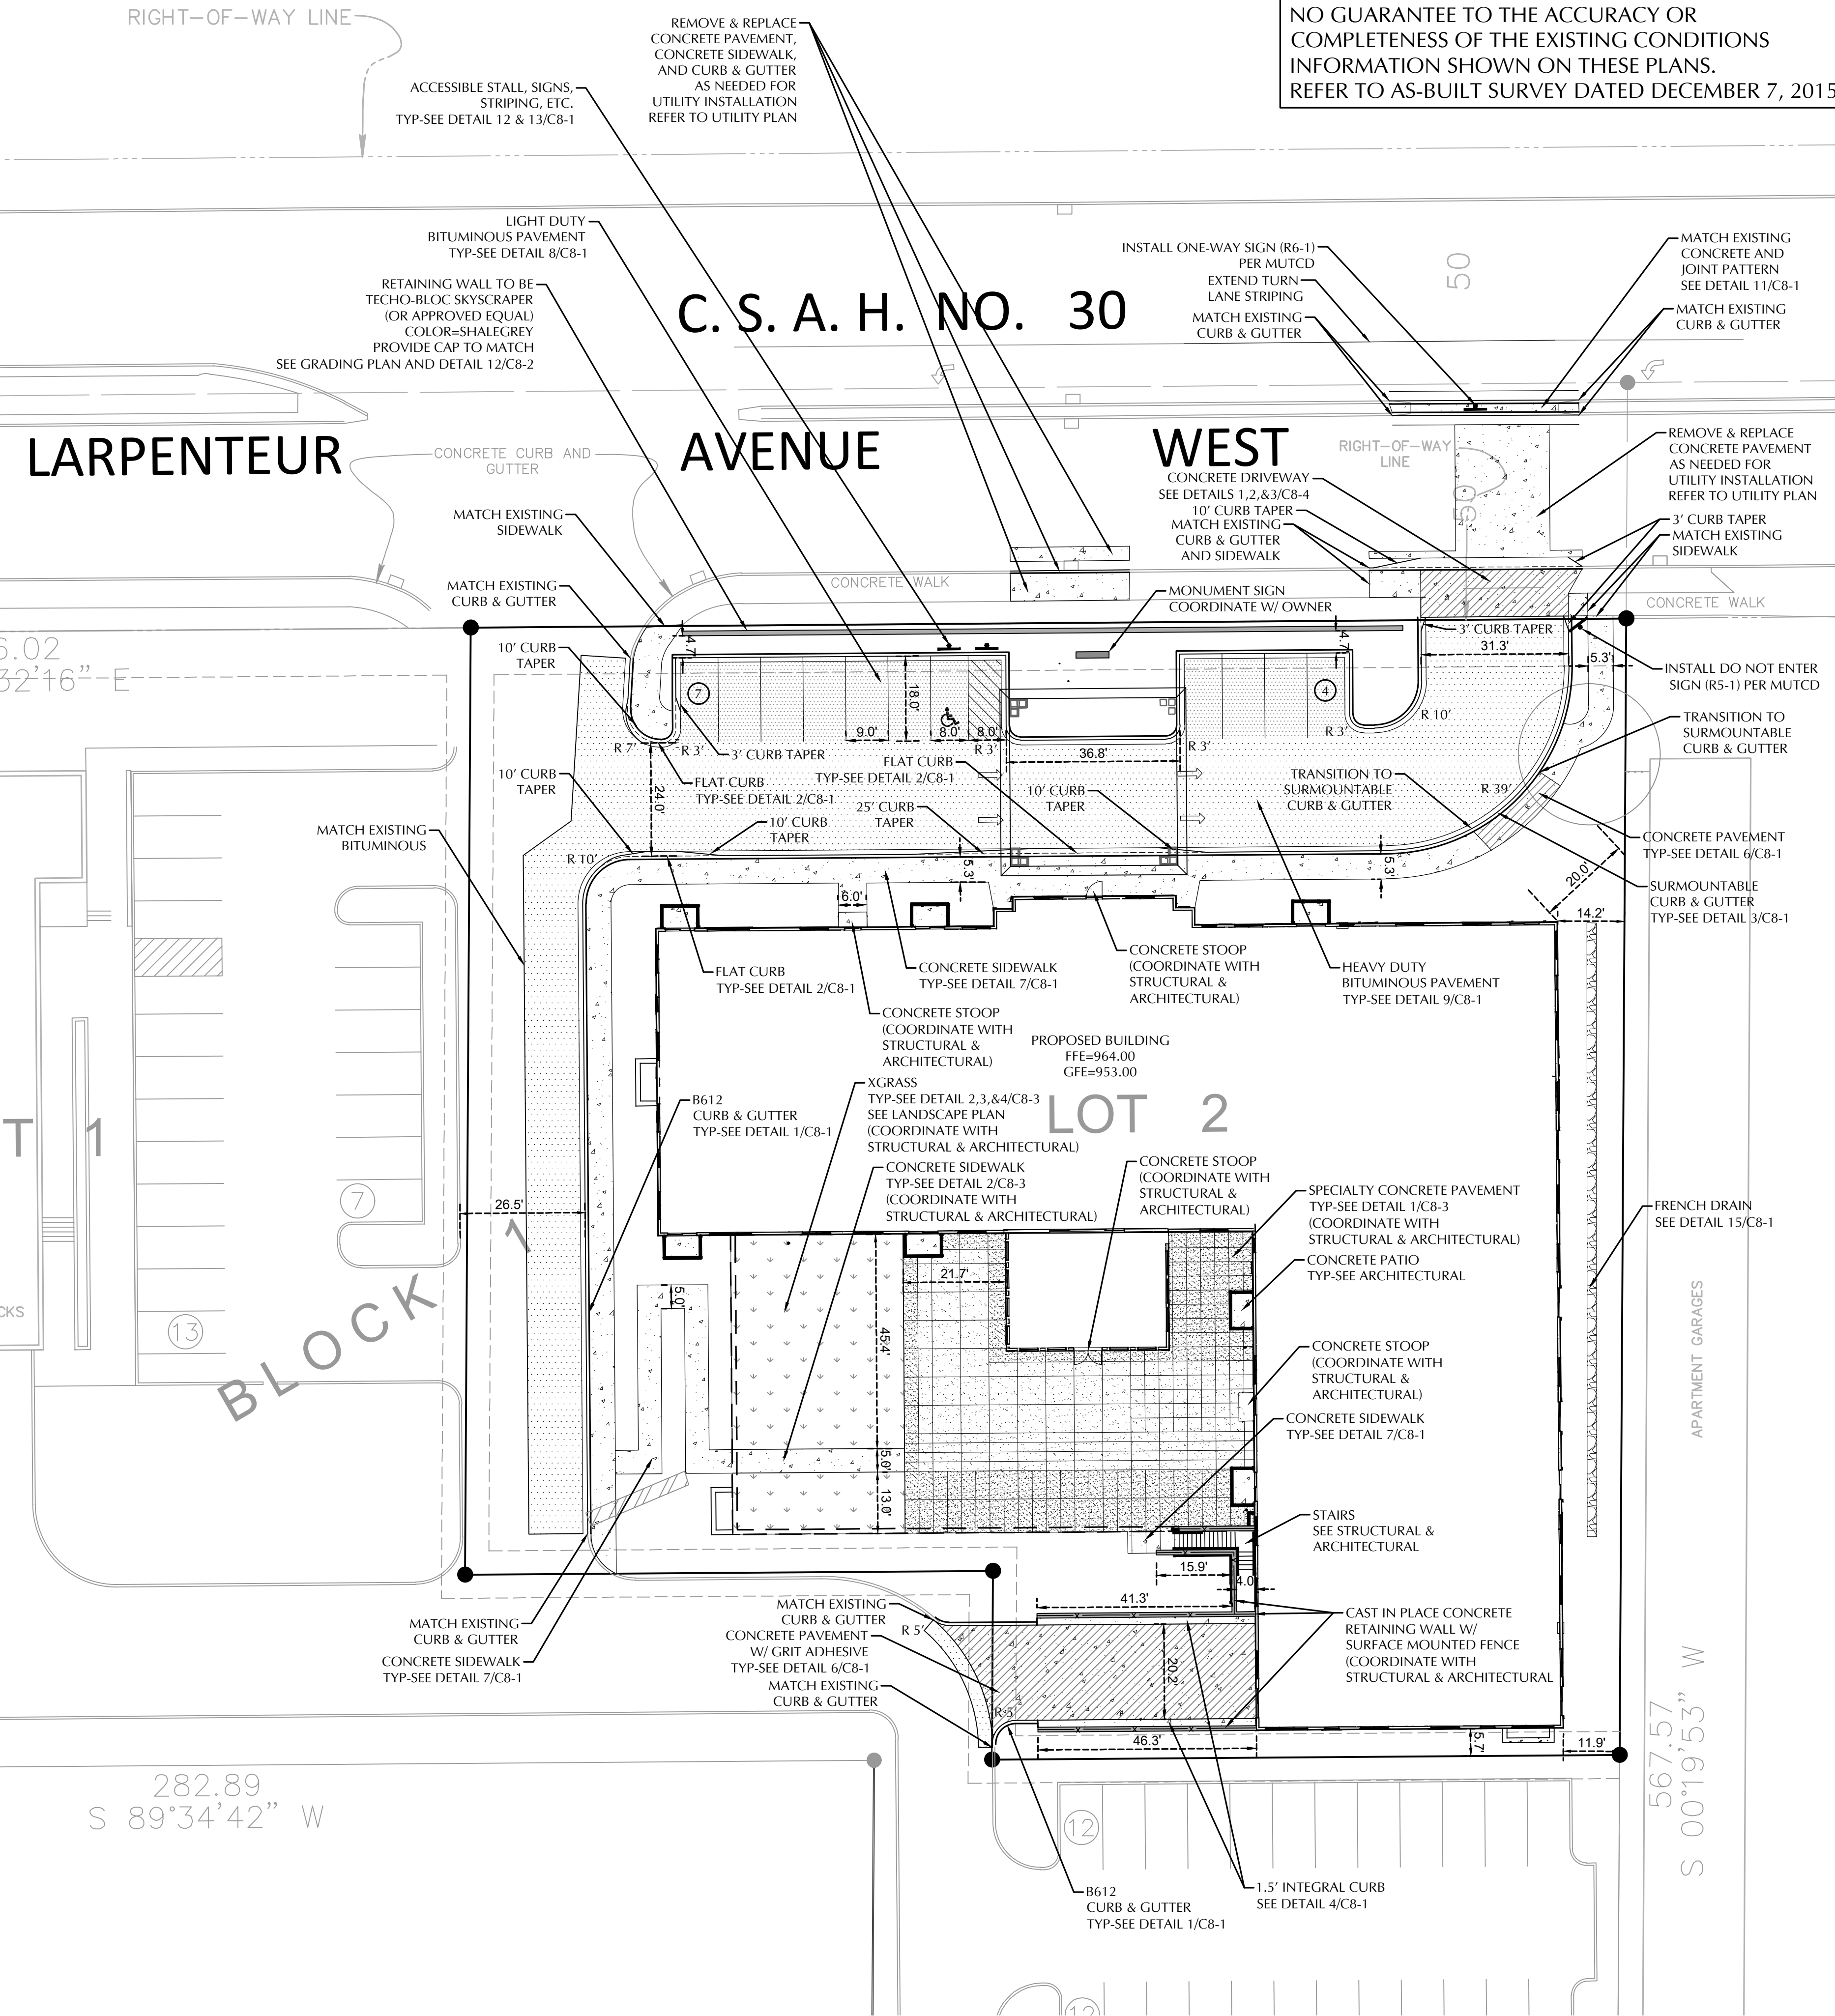 RIGHT-OF-WAY LINE
REMOVE & REPLACE
CONCRETE PAVEMENT,
CONCRETE SIDEWALK,
AND CURB & GUTTER
AS NEEDED FOR
UTILITY INSTALLATION
REFER TO UTILITY PLAN
NO GUARANTEE TO THE ACCURACY OR
COMPLETENESS OF THE EXISTING CONDITIONS
INFORMATION SHOWN ON THESE PLANS.
REFER TO AS-BUILT SURVEY DATED DECEMBER 7, 2015
ACCESSIBLE STALL, SIGNS,
STRIPING, ETC.
TYP-SEE DETAIL 12 & 13/C8-1
LIGHT DUTY
BITUMINOUS PAVEMENT
TYP-SEE DETAIL 8/C8-1
RETAINING WALL TO BE
TECHO-BLOC SKYSCRAPER
(OR APPROVED EQUAL)
COLOR=SHALEGREY
PROVIDE CAP TO MATCH
SEE GRADING PLAN AND DETAIL 12/C8-2
INSTALL ONE-WAY SIGN (R6-1)
PER MUTCD
EXTEND TURN
LANE STRIPING
MATCH EXISTING
CURB & GUTTER
50
MATCH EXISTING
CONCRETE AND
JOINT PATTERN
SEE DETAIL 11/C8-1
MATCH EXISTING
CURB & GUTTER
C. S. A. H. NO. 30
LARPENTEUR AVENUE WEST
CONCRETE CURB AND
GUTTER
RIGHT-OF-WAY
LINE
50
REMOVE & REPLACE
CONCRETE PAVEMENT
AS NEEDED FOR
UTILITY INSTALLATION
REFER TO UTILITY PLAN
CONCRETE DRIVEWAY
SEE DETAILS 1,2,&3/C8-4
10' CURB TAPER
MATCH EXISTING
CURB & GUTTER
AND SIDEWALK
3' CURB TAPER
MATCH EXISTING
SIDEWALK
MATCH EXISTING
SIDEWALK
MATCH EXISTING
CURB & GUTTER
CONCRETE WALK
MONUMENT SIGN
COORDINATE W/ OWNER
CONCRETE WALK
6.02
32'16" E
10' CURB
TAPER
4.7'
4.7'
3' CURB TAPER
31.3'
5.3'
INSTALL DO NOT ENTER
SIGN (R5-1) PER MUTCD
7
4
18.0'
9.0'
8.0'
8.0'
R 10'
R 7'
R 3'
3' CURB TAPER
R 3'
36.8'
R 3'
R 3'
TRANSITION TO
SURMOUNTABLE
CURB & GUTTER
10' CURB
TAPER
24.0'
FLAT CURB
TYP-SEE DETAIL 2/C8-1
FLAT CURB
TYP-SEE DETAIL 2/C8-1
10' CURB
TAPER
25' CURB
TAPER
10' CURB
TAPER
TRANSITION TO
SURMOUNTABLE
CURB & GUTTER
R 39'
MATCH EXISTING
BITUMINOUS
R 10'
5.3'
5.3'
CONCRETE PAVEMENT
TYP-SEE DETAIL 6/C8-1
20.0'
SURMOUNTABLE
CURB & GUTTER
TYP-SEE DETAIL 3/C8-1
6.0'
14.2'
FLAT CURB
TYP-SEE DETAIL 2/C8-1
CONCRETE SIDEWALK
TYP-SEE DETAIL 7/C8-1
CONCRETE STOOP
(COORDINATE WITH
STRUCTURAL &
ARCHITECTURAL)
HEAVY DUTY
BITUMINOUS PAVEMENT
TYP-SEE DETAIL 9/C8-1
CONCRETE STOOP
(COORDINATE WITH
STRUCTURAL &
ARCHITECTURAL)
PROPOSED BUILDING
FFE=964.00
GFE=953.00
B612
CURB & GUTTER
TYP-SEE DETAIL 1/C8-1
XGRASS
TYP-SEE DETAIL 2,3,&4/C8-3
SEE LANDSCAPE PLAN
(COORDINATE WITH
STRUCTURAL & ARCHITECTURAL)
LOT 2
T 1
CONCRETE SIDEWALK
TYP-SEE DETAIL 2/C8-3
(COORDINATE WITH
STRUCTURAL & ARCHITECTURAL)
CONCRETE STOOP
(COORDINATE WITH
STRUCTURAL &
ARCHITECTURAL)
SPECIALTY CONCRETE PAVEMENT
TYP-SEE DETAIL 1/C8-3
(COORDINATE WITH
STRUCTURAL & ARCHITECTURAL)
FRENCH DRAIN
SEE DETAIL 15/C8-1
7
26.5'
BLOCK 1
CONCRETE PATIO
TYP-SEE ARCHITECTURAL
21.7'
5.0'
CKS
13
45.4'
CONCRETE STOOP
(COORDINATE WITH
STRUCTURAL &
ARCHITECTURAL)
APARTMENT GARAGES
CONCRETE SIDEWALK
TYP-SEE DETAIL 7/C8-1
5.0'
13.0'
STAIRS
SEE STRUCTURAL &
ARCHITECTURAL
15.9'
4.0'
41.3'
MATCH EXISTING
CURB & GUTTER
CONCRETE SIDEWALK
TYP-SEE DETAIL 7/C8-1
MATCH EXISTING
CURB & GUTTER
R 5'
CONCRETE PAVEMENT
W/ GRIT ADHESIVE
TYP-SEE DETAIL 6/C8-1
MATCH EXISTING
CURB & GUTTER
R 5'
20.2'
CAST IN PLACE CONCRETE
RETAINING WALL W/
SURFACE MOUNTED FENCE
(COORDINATE WITH
STRUCTURAL & ARCHITECTURAL
46.3'
5.7'
11.9'
567.57
S 00°19'53" W
282.89
S 89°34'42" W
12
B612
CURB & GUTTER
TYP-SEE DETAIL 1/C8-1
1.5' INTEGRAL CURB
SEE DETAIL 4/C8-1
12